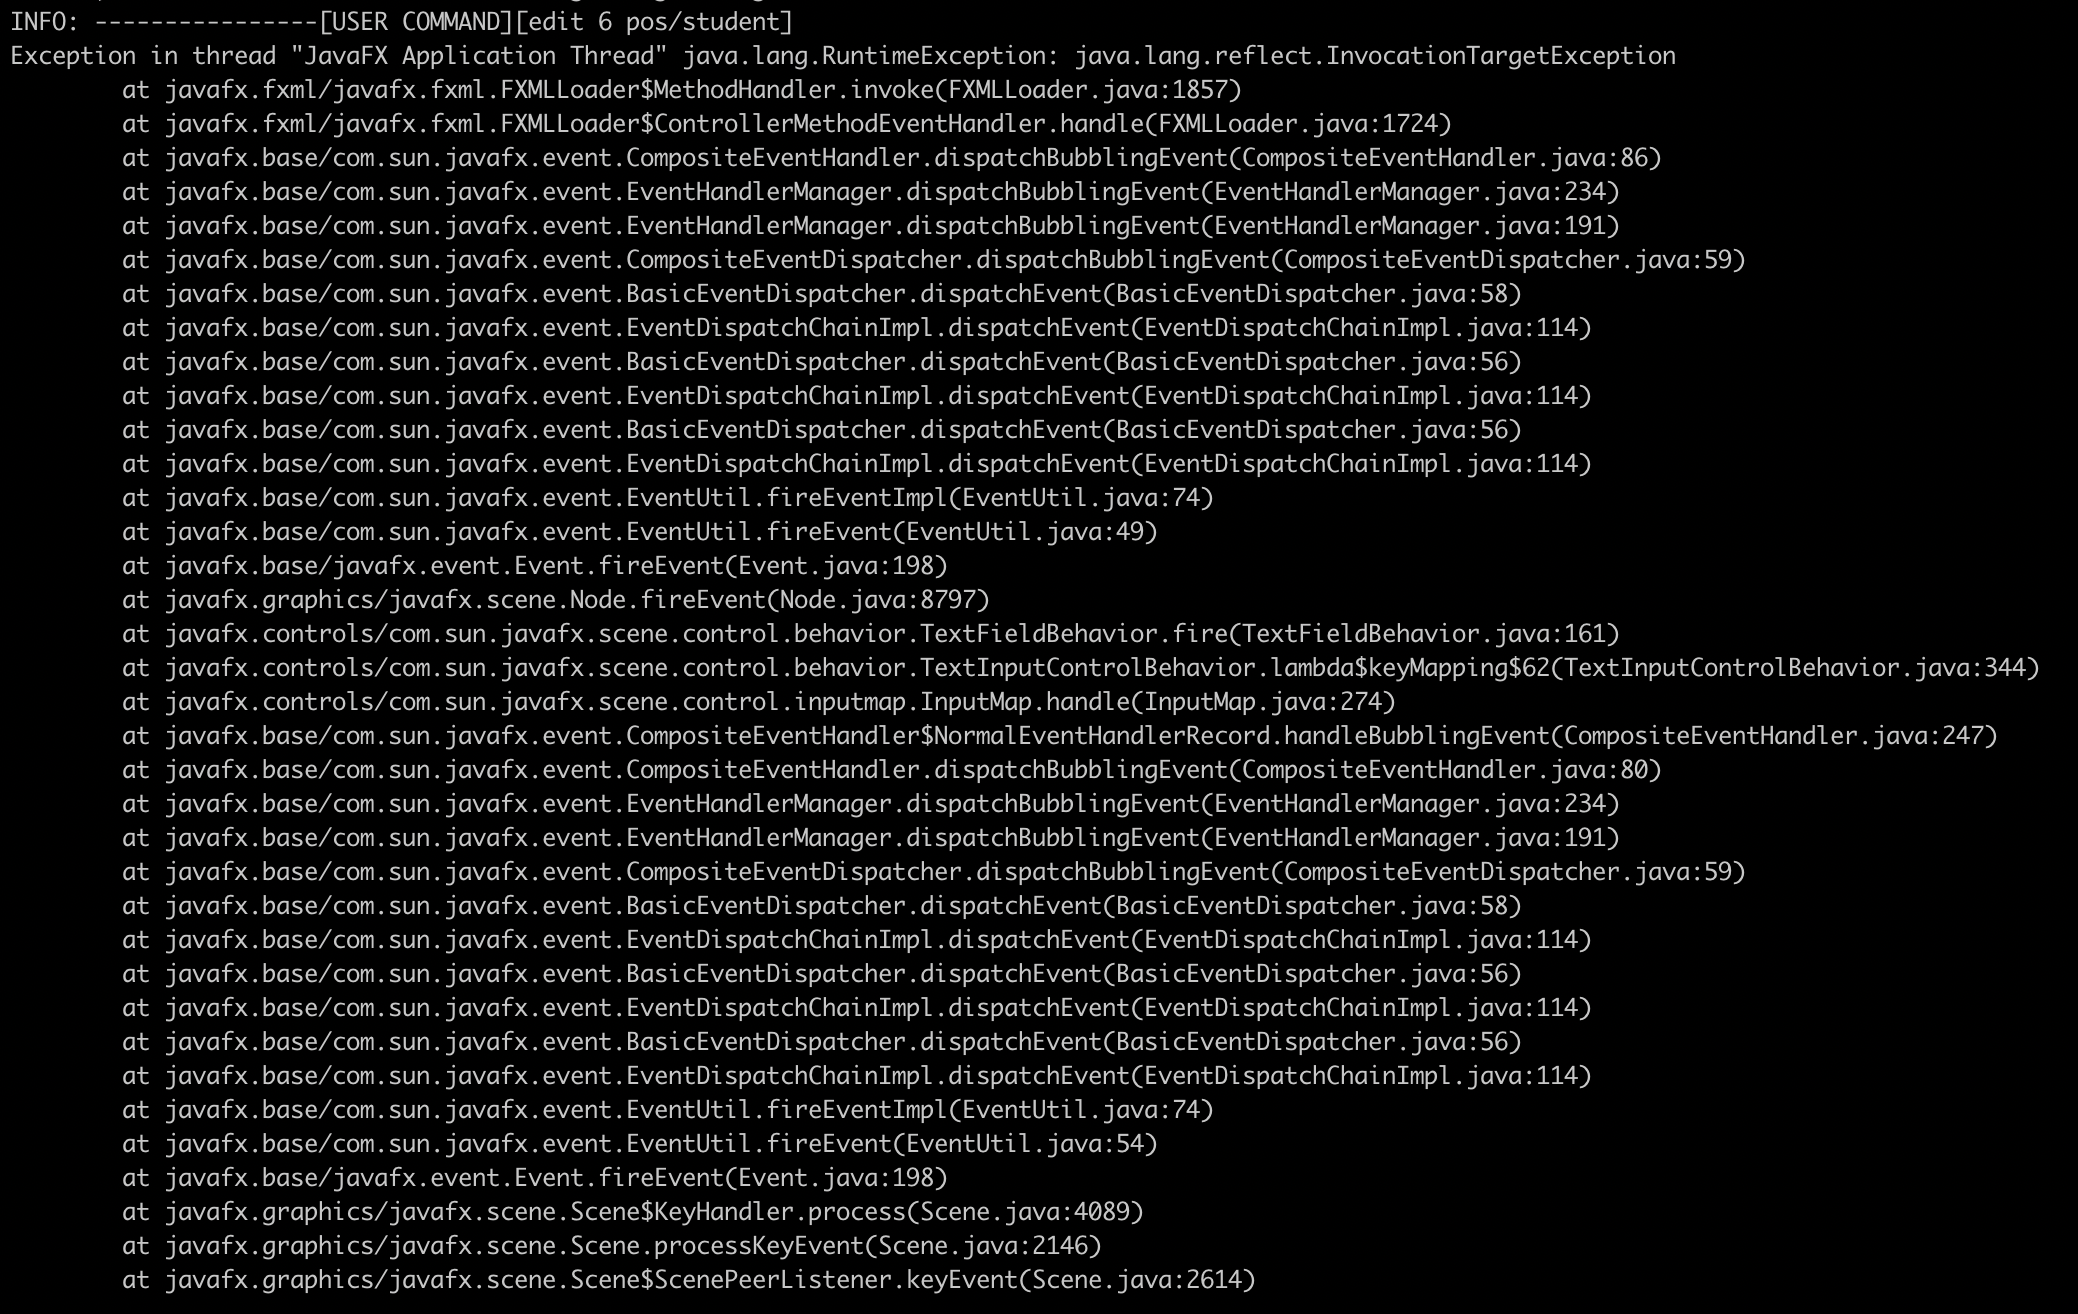 INFO: ----------------[USER COMMAND][edit 6 pos/student]
Exception in thread "JavaFX Application Thread" java.lang.RuntimeException: java.lang.reflect.InvocationTargetException
at javafx.fxml/javafx.fxml.FXMLLoader$MethodHandler.invoke(FXMLLoader.java:1857)
at javafx.fxml/javafx.fxml.FXMLLoader$ControllerMethodEventHandler.handle(FXMLLoader.java:1724)
at javafx.base/com.sun.javafx.event.CompositeEventHandler.dispatchBubblingEvent(CompositeEventHandler.java:86)
at javafx.base/com.sun.javafx.event.EventHandlerManager.dispatchBubblingEvent(EventHandlerManager.java:234)
at javafx.base/com.sun.javafx.event.EventHandlerManager.dispatchBubblingEvent(EventHandlerManager.java:191)
at javafx.base/com.sun.javafx.event.CompositeEventDispatcher.dispatchBubblingEvent(CompositeEventDispatcher.java:59)
at javafx.base/com.sun.javafx.event.BasicEventDispatcher.dispatchEvent(BasicEventDispatcher.java:58)
at javafx.base/com.sun.javafx.event.EventDispatchChainImpl.dispatchEvent(EventDispatchChainImpl.java:114)
at javafx.base/com.sun.javafx.event.BasicEventDispatcher.dispatchEvent(BasicEventDispatcher.java:56)
at javafx.base/com.sun.javafx.event.EventDispatchChainImpl.dispatchEvent(EventDispatchChainImpl.java:114)
at javafx.base/com.sun.javafx.event.BasicEventDispatcher.dispatchEvent(BasicEventDispatcher.java:56)
at javafx.base/com.sun.javafx.event.EventDispatchChainImpl.dispatchEvent(EventDispatchChainImpl.java:114)
at javafx.base/com.sun.javafx.event.EventUtil.fireEventImpl(EventUtil.java:74)
at javafx.base/com.sun.javafx.event.EventUtil.fireEvent(EventUtil.java:49)
at javafx.base/javafx.event.Event.fireEvent(Event.java:198)
at javafx.graphics/javafx.scene.Node.fireEvent(Node.java:8797)
at javafx.controls/com.sun.javafx.scene.control.behavior.TextFieldBehavior.fire(TextFieldBehavior.java:161)
at javafx.controls/com.sun.javafx.scene.control.behavior.TextInputControlBehavior.lambda$keyMapping$62(TextInputControlBehavior.java:344)
at javafx.controls/com.sun.javafx.scene.control.inputmap.InputMap.handle(InputMap.java:274)
at javafx.base/com.sun.javafx.event.CompositeEventHandler$NormalEventHandlerRecord.handleBubblingEvent(CompositeEventHandler.java:247)
at javafx.base/com.sun.javafx.event.CompositeEventHandler.dispatchBubblingEvent(CompositeEventHandler.java:80)
at javafx.base/com.sun.javafx.event.EventHandlerManager.dispatchBubblingEvent(EventHandlerManager.java:234)
at javafx.base/com.sun.javafx.event.EventHandlerManager.dispatchBubblingEvent(EventHandlerManager.java:191)
at javafx.base/com.sun.javafx.event.CompositeEventDispatcher.dispatchBubblingEvent(CompositeEventDispatcher.java:59)
at javafx.base/com.sun.javafx.event.BasicEventDispatcher.dispatchEvent(BasicEventDispatcher.java:58)
at javafx.base/com.sun.javafx.event.EventDispatchChainImpl.dispatchEvent(EventDispatchChainImpl.java:114)
at javafx.base/com.sun.javafx.event.BasicEventDispatcher.dispatchEvent(BasicEventDispatcher.java:56)
at javafx.base/com.sun.javafx.event.EventDispatchChainImpl.dispatchEvent(EventDispatchChainImpl.java:114)
at javafx.base/com.sun.javafx.event.BasicEventDispatcher.dispatchEvent(BasicEventDispatcher.java:56)
at javafx.base/com.sun.javafx.event.EventDispatchChainImpl.dispatchEvent(EventDispatchChainImpl.java:114)
at javafx.base/com.sun.javafx.event.EventUtil.fireEventImpl(EventUtil.java:74)
at javafx.base/com.sun.javafx.event.EventUtil.fireEvent(EventUtil.java:54)
at javafx.base/javafx.event.Event.fireEvent(Event.java:198)
at javafx.graphics/javafx.scene.Scene$KeyHandler.process(Scene.java:4089)
at javafx.graphics/javafx.scene.Scene.processKeyEvent(Scene.java:2146)
at javafx.graphics/javafx.scene.Scene$ScenePeerListener.keyEvent(Scene.java:2614)